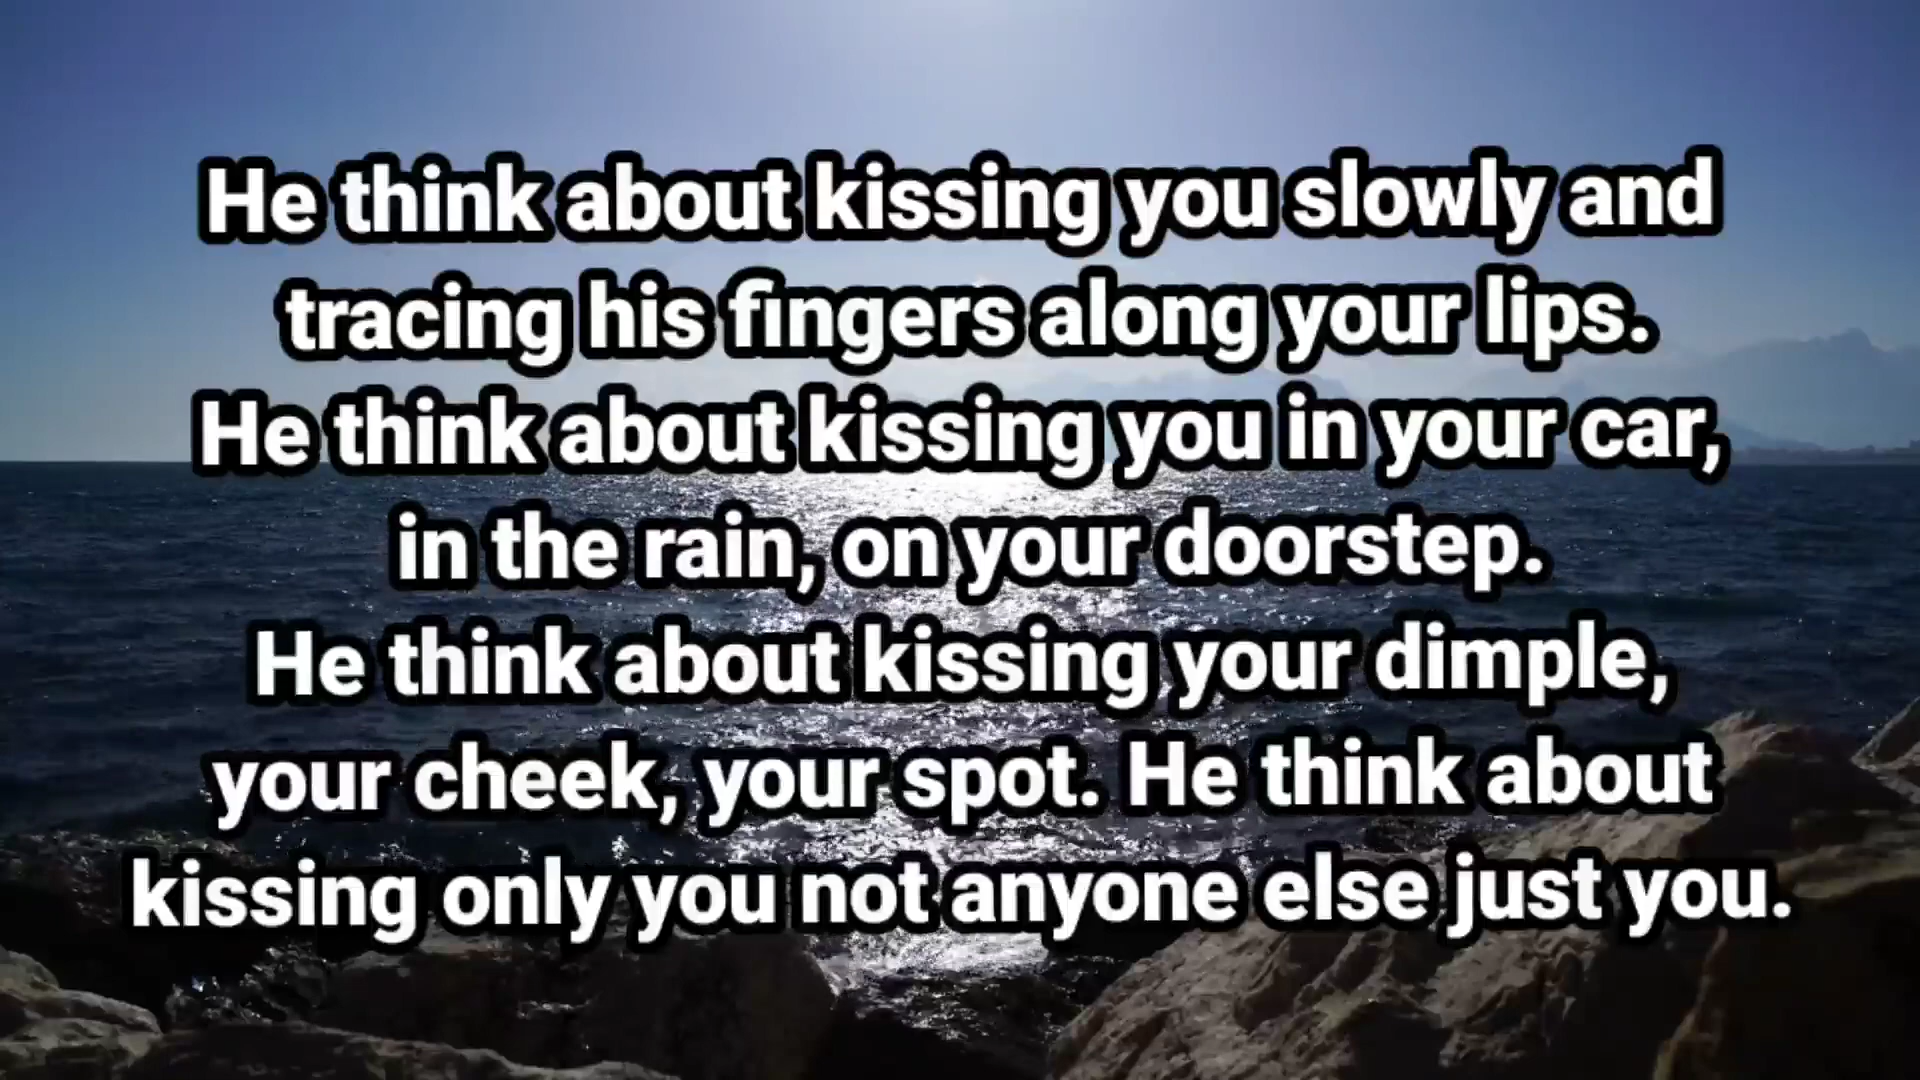 He think about kissing you slowly and
tracing his fingers along your lips.
He think about kissing you in your car,
in the rain, on your doorstep.
He think about kissing your dimple,
your cheek, your spot. He think about
kissing only you not anyone else just you.